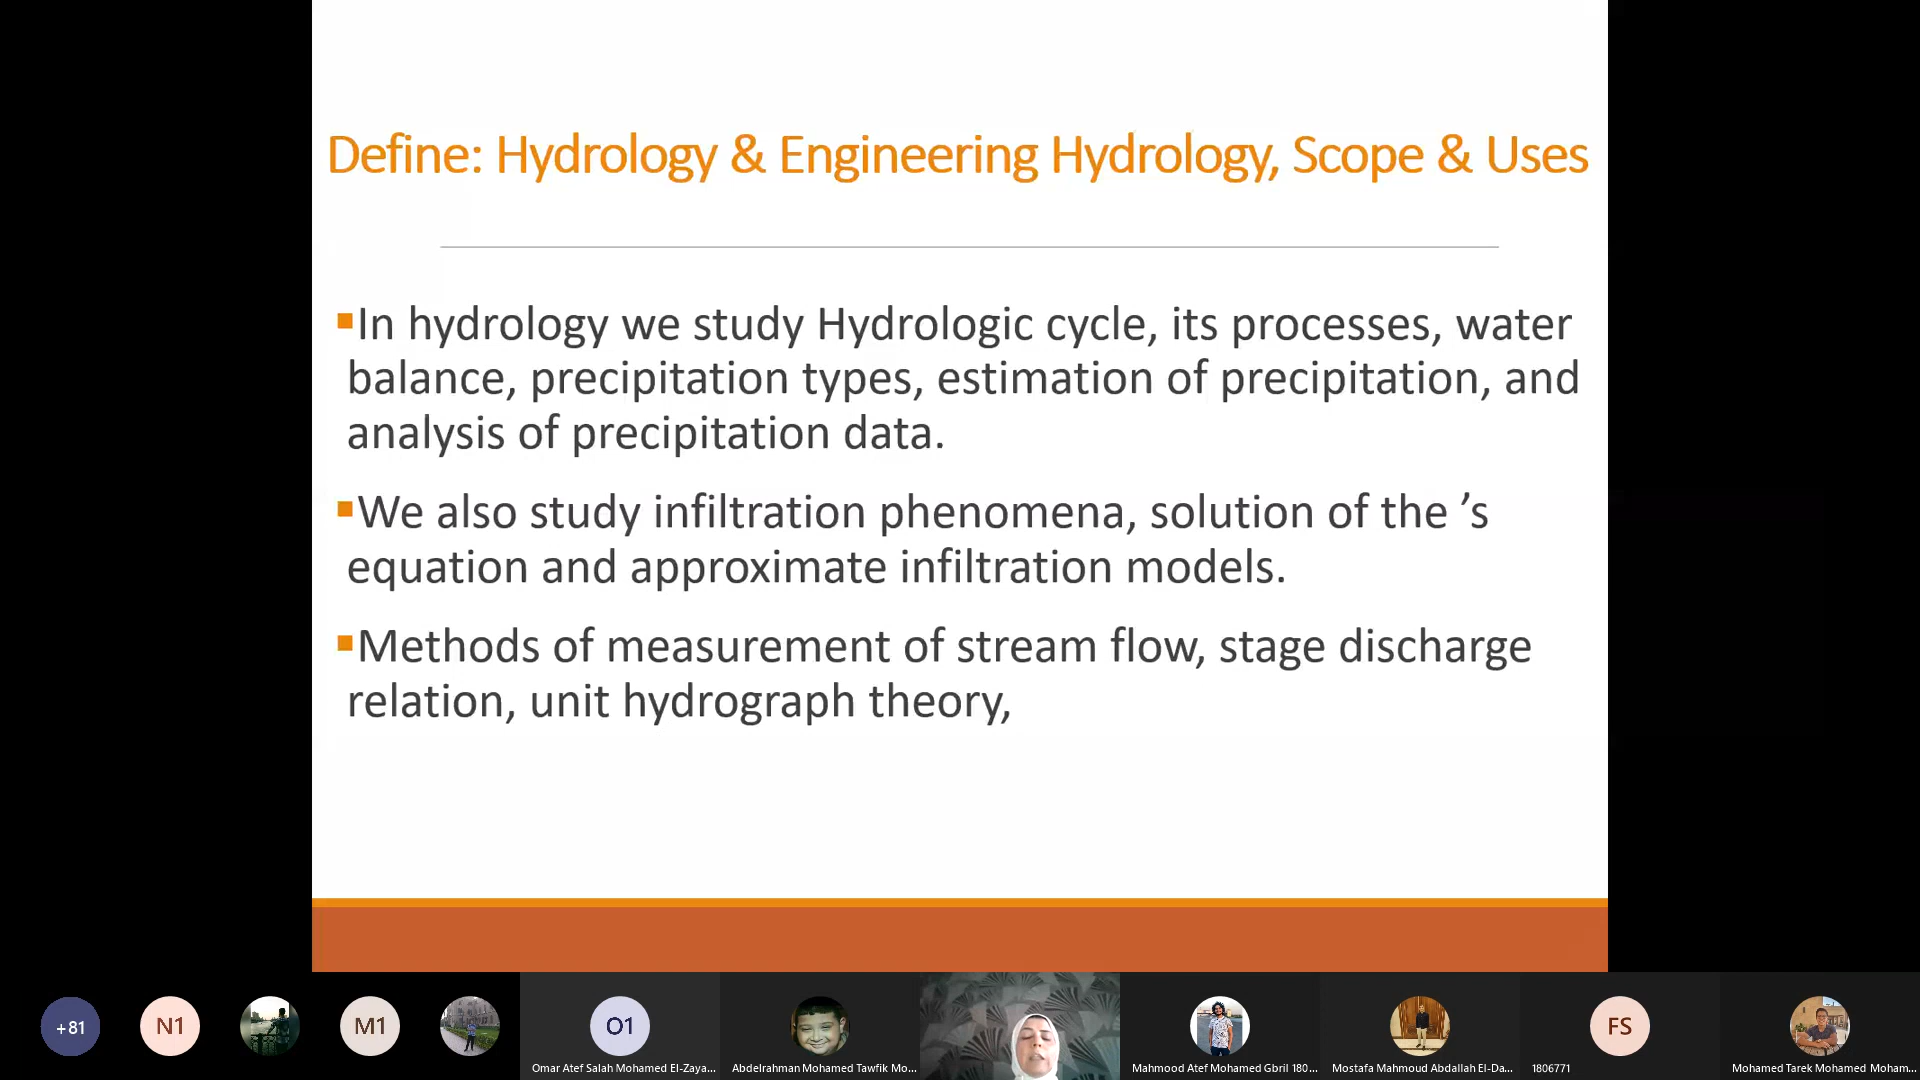 Define: Hydrology & Engineering Hydrology, Scope & Uses
▪In hydrology we study Hydrologic cycle, its processes, water
balance, precipitation types, estimation of precipitation, and
analysis of precipitation data.
▪We also study infiltration phenomena, solution of the ’s
equation and approximate infiltration models.
▪Methods of measurement of stream flow, stage discharge
relation, unit hydrograph theory,
+81
N1
M1
O1
FS
Omar Atef Salah Mohamed El-Zaya...
Abdelrahman Mohamed Tawfik Mo...
Mahmood Atef Mohamed Gbril 180...
Mostafa Mahmoud Abdallah El-Da...
1806771
Mohamed Tarek Mohamed Moham...